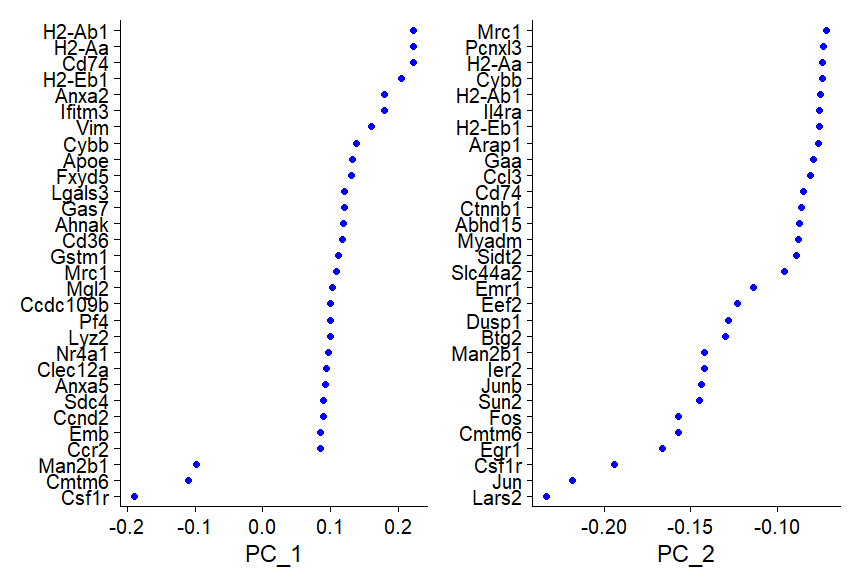 H2-Ab1
H2-Aa
Cd74
H2-Eb1
Anxa2
Ifitm3
Vim
Cybb
Apoe
Fxyd5
Lgals3
Gas7
Ahnak
Cd36
Gstm1
Mrc1
Mgl2
Ccdc109b
Pf4
Lyz2
Nr4a1
Clec12a
Anxa5
Sdc4
Ccnd2
Emb
Ccr2
Man2b1
Cmtm6
Csf1r
-0.2 -0.1 0.0 0.1 0.2
PC_1
Mrc1
Pcnxl3
H2-Aa
Cybb
H2-Ab1
Il4ra
H2-Eb1
Arap1
Gaa
Ccl3
Cd74
Ctnnb1
Abhd15
Myadm
Sidt2
Slc44a2
Emr1
Eef2
Dusp1
Btg2
Man2b1
Ier2
Junb
Sun2
Fos
Cmtm6
Egr1
Csf1r
Jun
Lars2
-0.20 -0.15 -0.10
PC_2